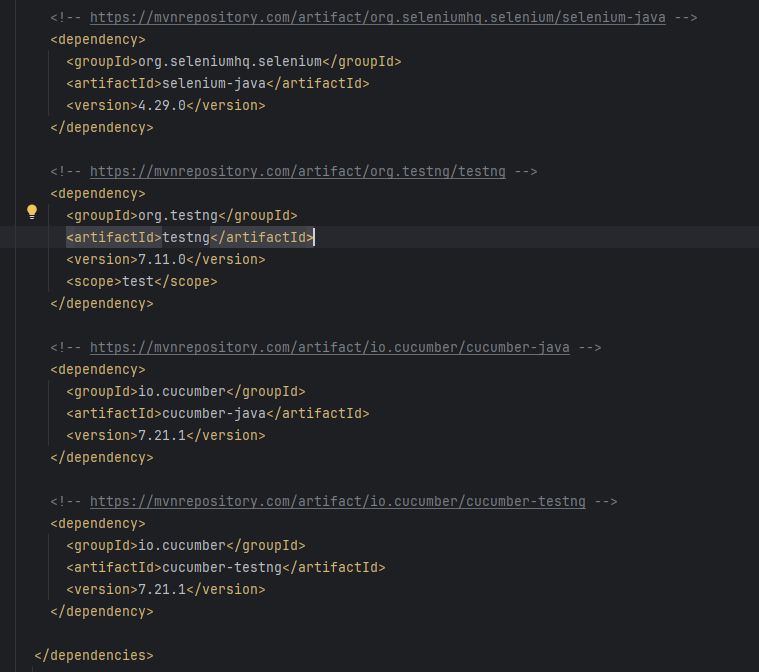 <!-- https://mvnrepository.com/artifact/org.seleniumhq.selenium/selenium-java -->
<dependency>
<groupId>org.seleniumhq.selenium</groupId>
<artifactId>selenium-java</artifactId>
<version>4.29.0</version>
</dependency>
<!-- https://mvnrepository.com/artifact/org.testng/testng -->
<dependency>
<groupId>org.testng</groupId>
<artifactId>testng</artifactId>
<version>7.11.0</version>
<scope>test</scope>
</dependency>
<!-- https://mvnrepository.com/artifact/io.cucumber/cucumber-java -->
<dependency>
<groupId>io.cucumber</groupId>
<artifactId>cucumber-java</artifactId>
<version>7.21.1</version>
</dependency>
<!-- https://mvnrepository.com/artifact/io.cucumber/cucumber-testng -->
<dependency>
<groupId>io.cucumber</groupId>
<artifactId>cucumber-testng</artifactId>
<version>7.21.1</version>
</dependency>
</dependencies>